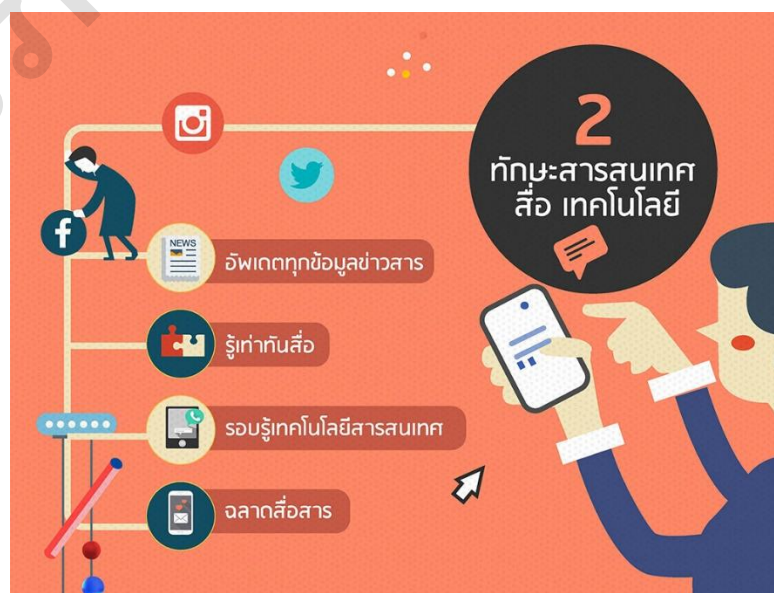 2
ทักษะสารสนเทศ
สื่อ เทคโนโลยี
NEWS
อัพเดตทุกข้อมูลข่าวสาร
รู้เท่าทันสื่อ
รอบรู้เทคโนโลยีสารสนเทศ
ฉลาดสื่อสาร